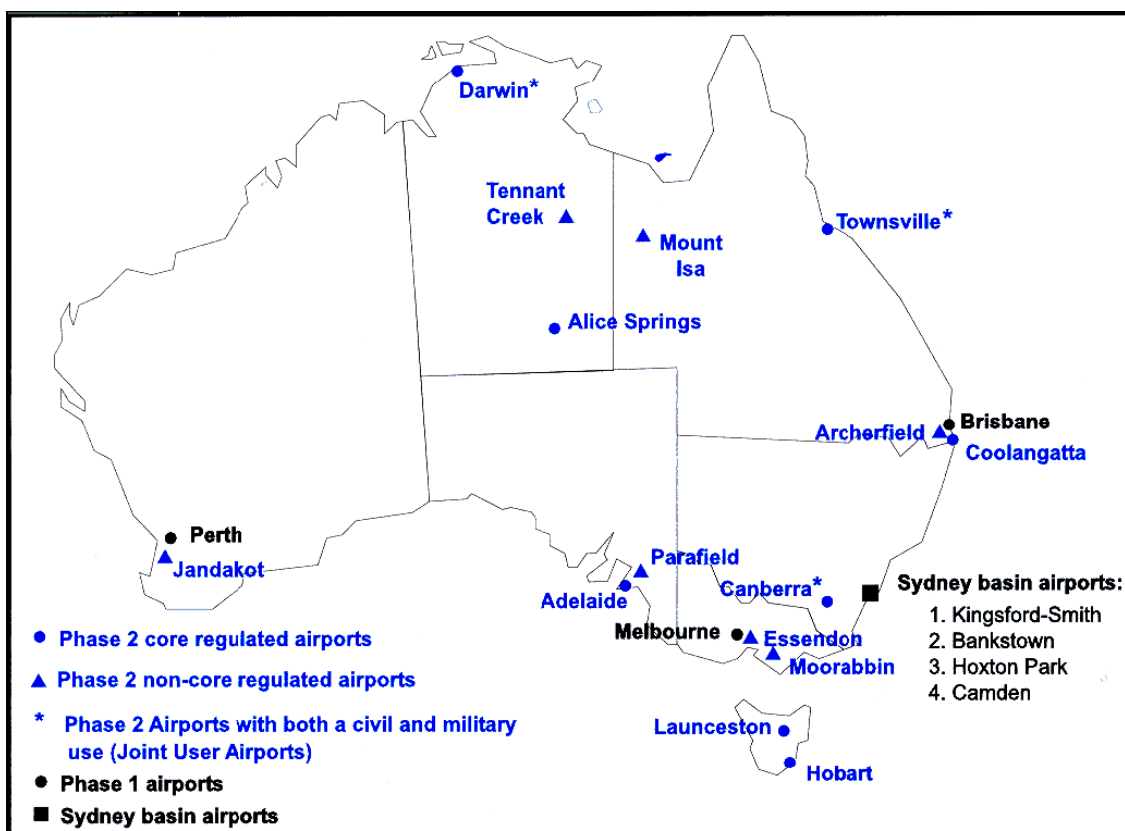 Darwin*
Tennant
Creek
Mount
Isa
Townsville*
Alice Springs
Brisbane
Archerfield
Coolangatta
Perth
Jandakot
Parafield
Adelaide
Canberra*
Melbourne
Essendon
Moorabbin
Launceston
Hobart
Sydney basin airports:
1. Kingsford-Smith
2. Bankstown
3. Hoxton Park
4. Camden
Phase 2 core regulated airports
Phase 2 non-core regulated airports
* Phase 2 Airports with both a civil and military
use (Joint User Airports)
Phase 1 airports
Sydney basin airports